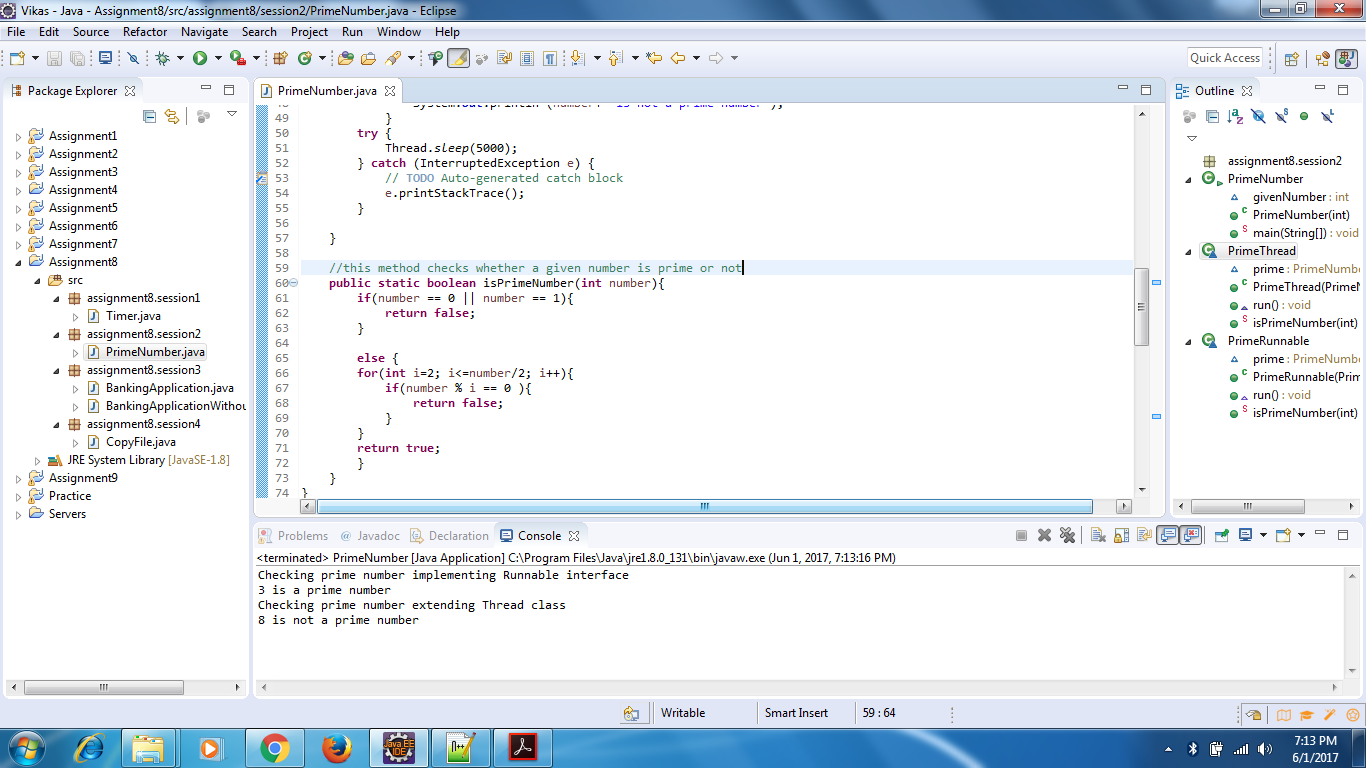 Vikas - Java - Assignment8/src/assignment8/session2/PrimeNumber.java - Eclipse
File Edit Source Refactor Navigate Search Project Run Window Help
Quick Access
Package Explorer
Assignment1
Assignment2
Assignment3
Assignment4
Assignment5
Assignment6
Assignment7
Assignment8
src
assignment8.session1
Timer.java
assignment8.session2
PrimeNumber.java
assignment8.session3
BankingApplication.java
BankingApplicationWithou
assignment8.session4
CopyFile.java
JRE System Library [JavaSE-1.8]
Assignment9
Practice
Servers
PrimeNumber.java
48 System.out.println (number+ " is not a prime number");
49 }
50 try {
51 Thread.sleep(5000);
52 } catch (InterruptedException e) {
53 // TODO Auto-generated catch block
54 e.printStackTrace();
55 }
56
57 }
58
59 //this method checks whether a given number is prime or not
60 public static boolean isPrimeNumber(int number){
61 if(number == 0 || number == 1){
62 return false;
63 }
64
65 else {
66 for(int i=2; i<=number/2; i++){
67 if(number % i == 0 ){
68 return false;
69 }
70 }
71 return true;
72 }
73 }
74 }
Outline
assignment8.session2
PrimeNumber
givenNumber : int
PrimeNumber(int)
main(String[]) : void
PrimeThread
prime : PrimeNumbe
PrimeThread(PrimeN
run() : void
isPrimeNumber(int)
PrimeRunnable
prime : PrimeNumbe
PrimeRunnable(Prim
run() : void
isPrimeNumber(int)
Problems @ Javadoc Declaration Console
<terminated> PrimeNumber [Java Application] C:\Program Files\Java\jre1.8.0_131\bin\javaw.exe (Jun 1, 2017, 7:13:16 PM)
Checking prime number implementing Runnable interface
3 is a prime number
Checking prime number extending Thread class
8 is not a prime number
Writable Smart Insert 59 : 64
Java EE
IDE
7:13 PM
6/1/2017